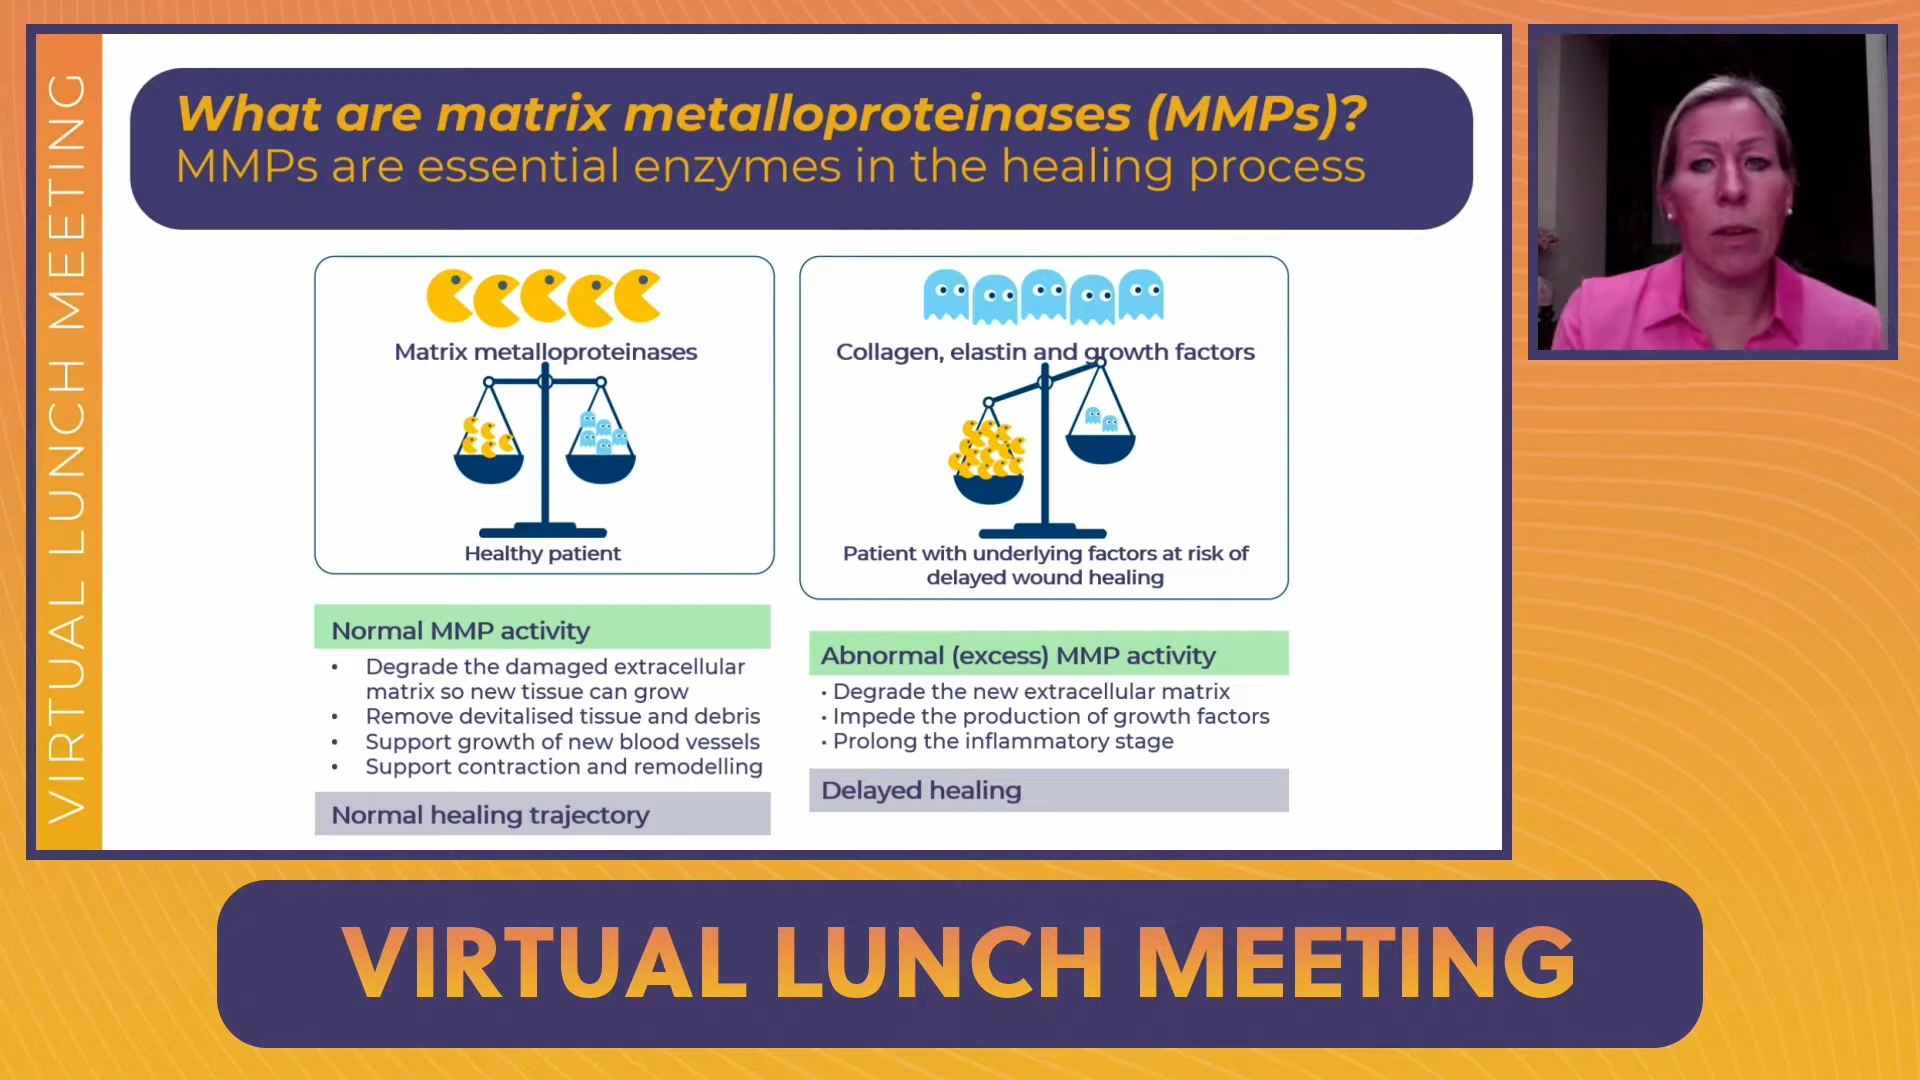 VIRTUAL LUNCH MEETING
What are matrix metalloproteinases (MMPs)?
MMPs are essential enzymes in the healing process
Matrix metalloproteinases
Healthy patient
Normal MMP activity
• Degrade the damaged extracellular
matrix so new tissue can grow
• Remove devitalised tissue and debris
• Support growth of new blood vessels
• Support contraction and remodelling
Normal healing trajectory
Collagen, elastin and growth factors
Patient with underlying factors at risk of
delayed wound healing
Abnormal (excess) MMP activity
• Degrade the new extracellular matrix
• Impede the production of growth factors
• Prolong the inflammatory stage
Delayed healing
VIRTUAL LUNCH MEETING